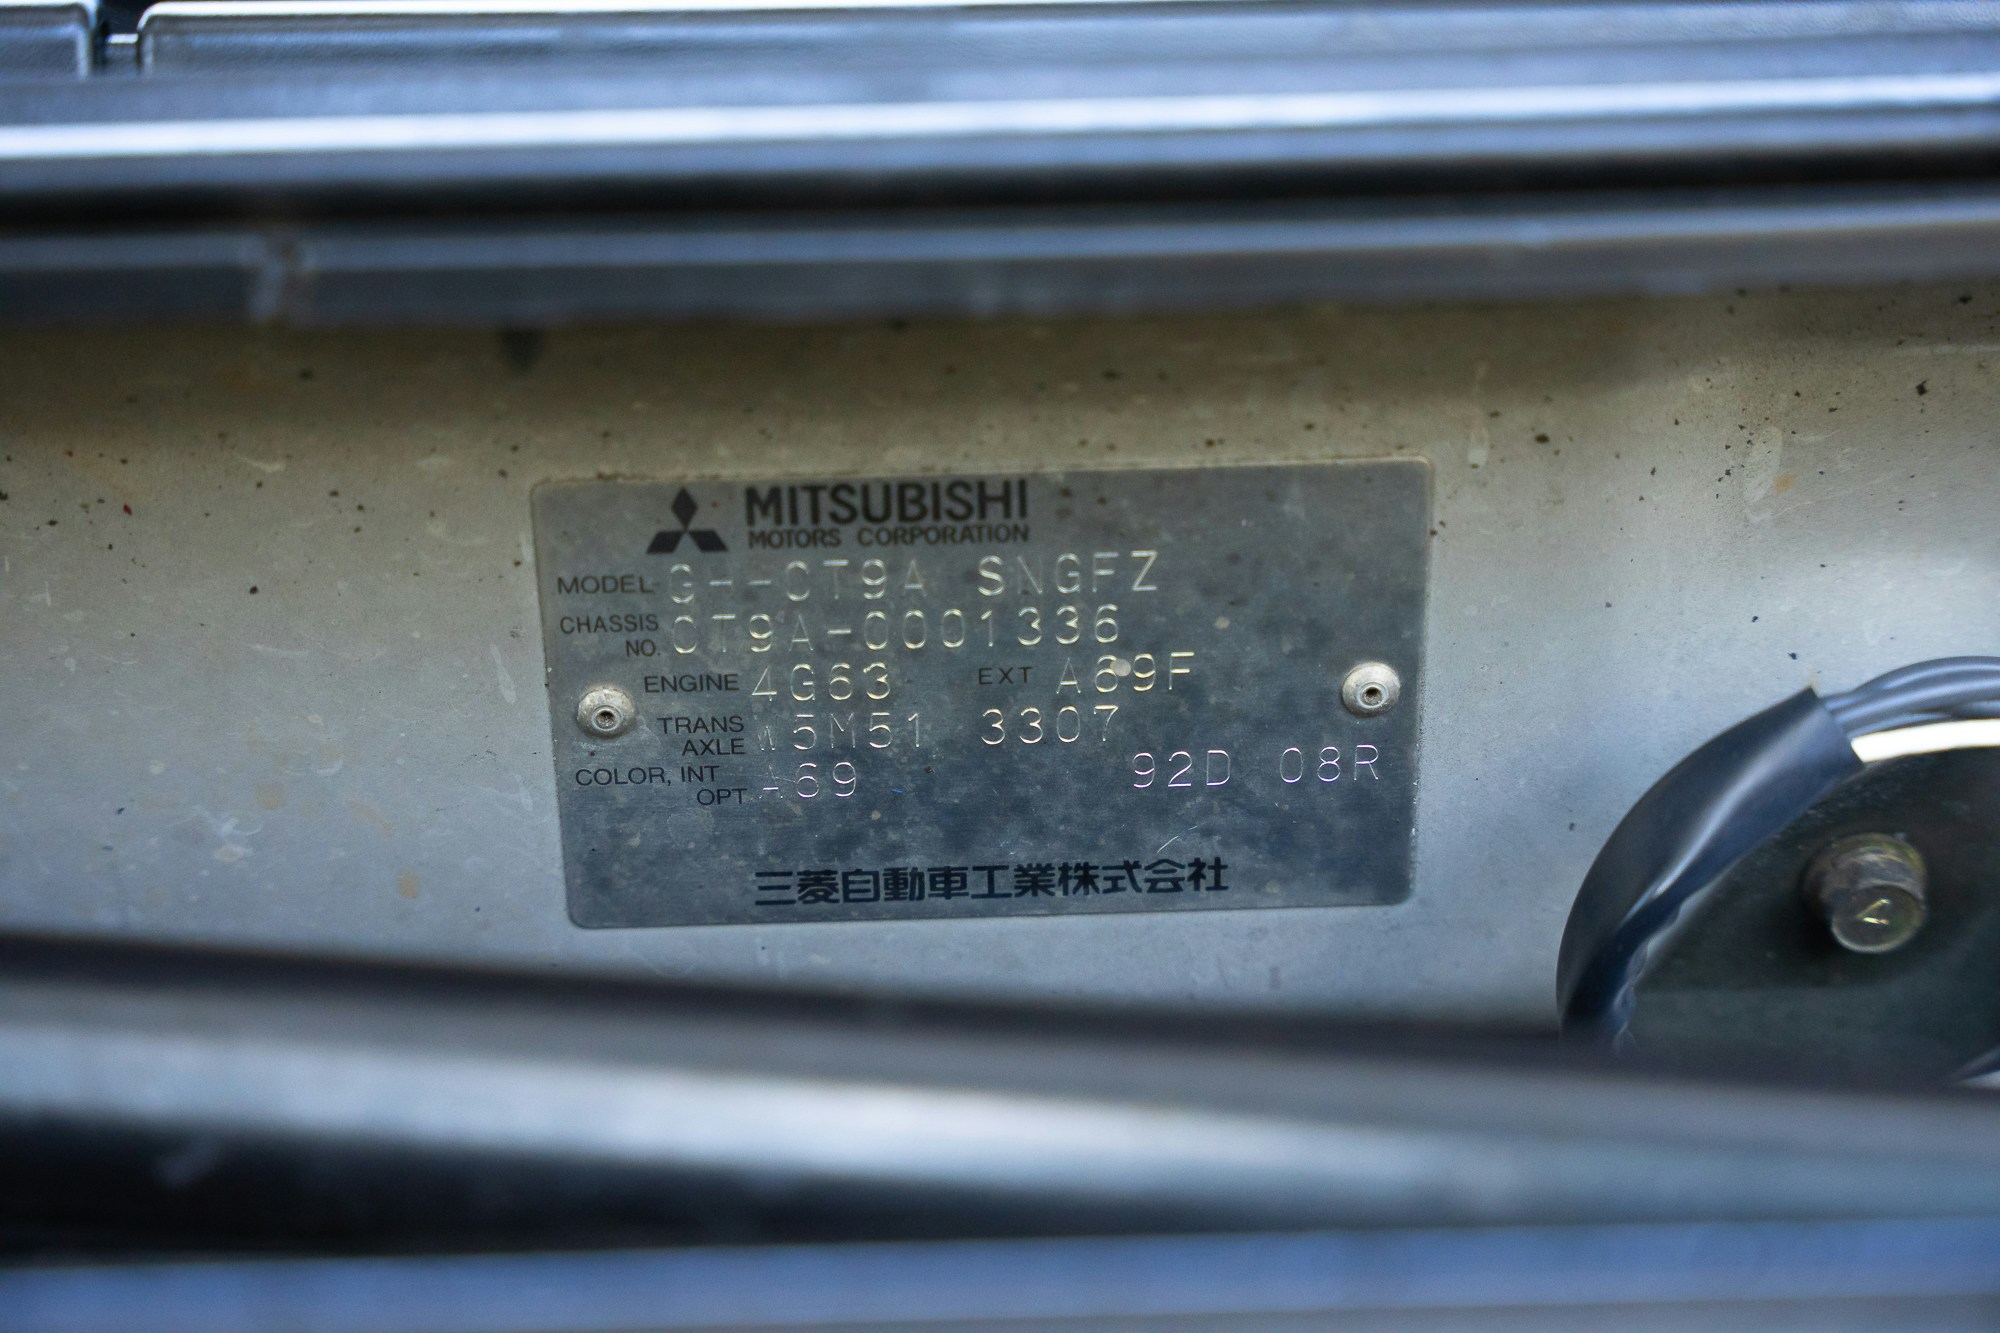 MITSUBISHI
MOTORS CORPORATION
MODEL GH-CT9A SNGFZ
CHASSIS NO. CT9A-0001336
ENGINE 4G63 EXT A69F
TRANS AXLE W5M51 3307
COLOR, INT OPT A69 92D 08R
三菱自動車工業株式会社
4